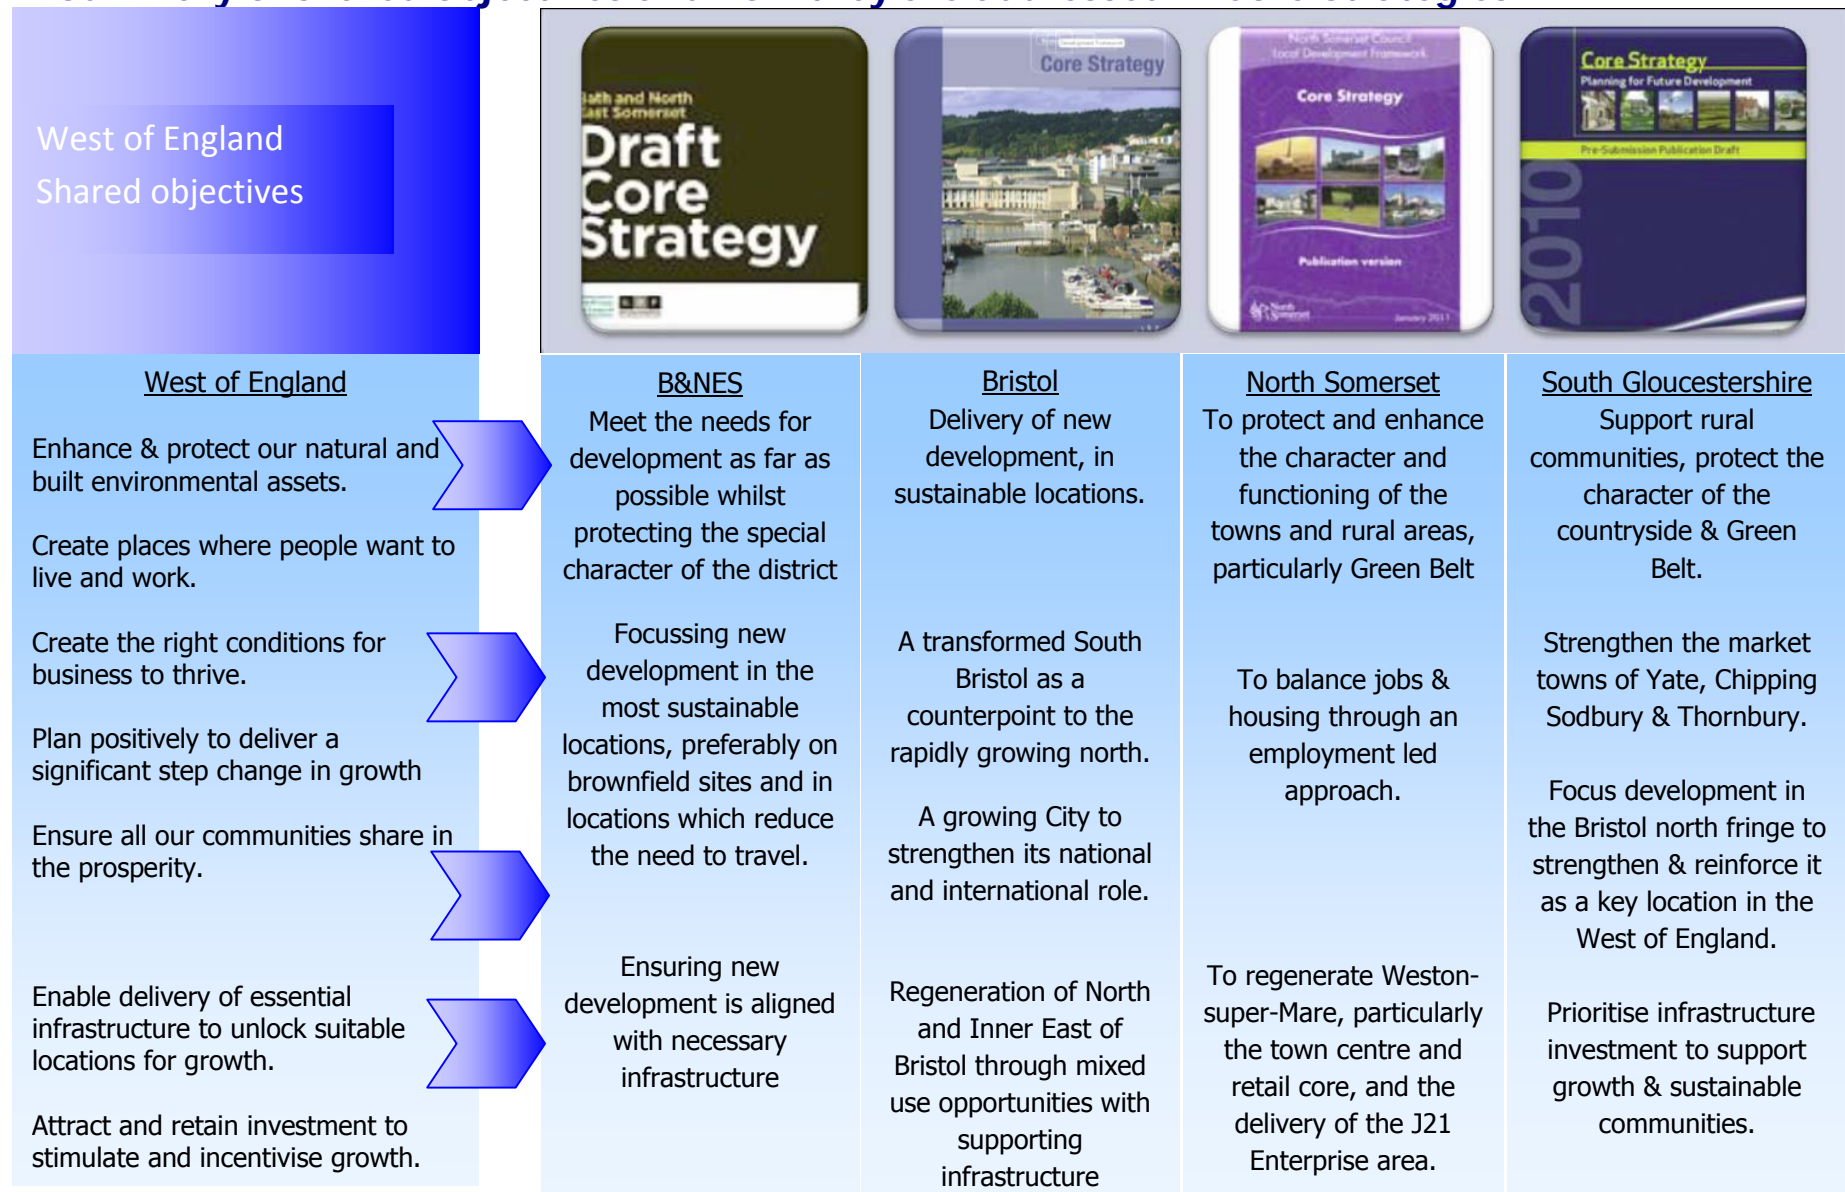 West of England
Shared objectives
Bath and North
East Somerset
Draft
Core
Strategy
Core Strategy
North Somerset Council
Local Development Framework
Core Strategy
Publication version
North
Somerset
January 2011
Core Strategy
Planning for Future Development
Pre-Submission Publication Draft
2010
West of England
Enhance & protect our natural and
built environmental assets.
Create places where people want to
live and work.
Create the right conditions for
business to thrive.
Plan positively to deliver a
significant step change in growth
Ensure all our communities share in
the prosperity.
Enable delivery of essential
infrastructure to unlock suitable
locations for growth.
Attract and retain investment to
stimulate and incentivise growth.
B&NES
Meet the needs for
development as far as
possible whilst
protecting the special
character of the district
Focussing new
development in the
most sustainable
locations, preferably on
brownfield sites and in
locations which reduce
the need to travel.
Ensuring new
development is aligned
with necessary
infrastructure
Bristol
Delivery of new
development, in
sustainable locations.
A transformed South
Bristol as a
counterpoint to the
rapidly growing north.
A growing City to
strengthen its national
and international role.
Regeneration of North
and Inner East of
Bristol through mixed
use opportunities with
supporting
infrastructure
North Somerset
To protect and enhance
the character and
functioning of the
towns and rural areas,
particularly Green Belt
To balance jobs &
housing through an
employment led
approach.
To regenerate Weston-
super-Mare, particularly
the town centre and
retail core, and the
delivery of the J21
Enterprise area.
South Gloucestershire
Support rural
communities, protect the
character of the
countryside & Green
Belt.
Strengthen the market
towns of Yate, Chipping
Sodbury & Thornbury.
Focus development in
the Bristol north fringe to
strengthen & reinforce it
as a key location in the
West of England.
Prioritise infrastructure
investment to support
growth & sustainable
communities.